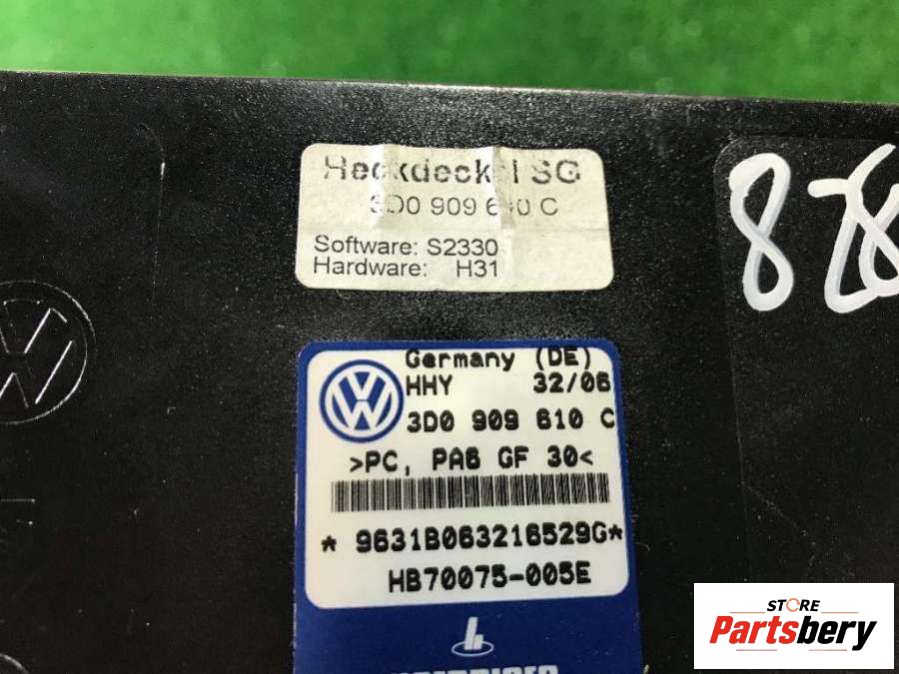 Heckdeckel SG
3D0 909 610 C
Software: S2330
Hardware: H31
828
Germany (DE)
HHY 32/06
3D0 909 610 C
>PC, PA6 GF 30<
* 9631B063216529G*
HB70075-005E
STORE
Partsbery